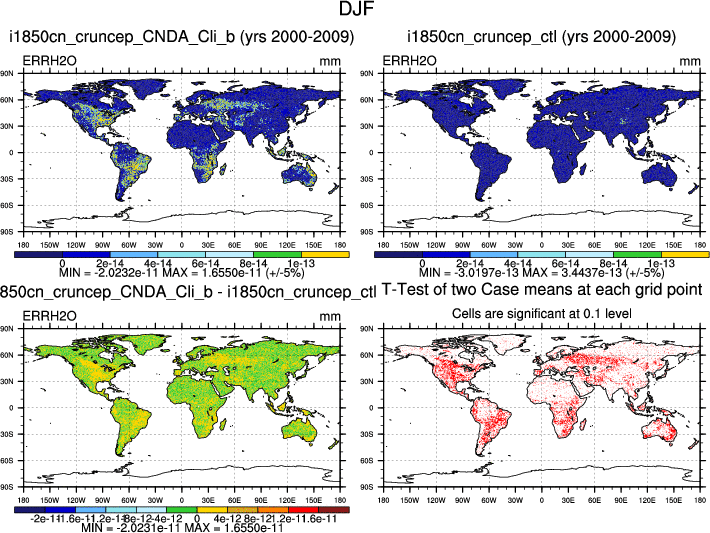 DJF
i1850cn_cruncep_CNDA_Cli_b (yrs 2000-2009)
i1850cn_cruncep_ctl (yrs 2000-2009)
ERRH2O mm
ERRH2O mm
90N 90N
60N 60N
30N 30N
0 0
30S 30S
60S 60S
90S 90S
180 150W 120W 90W 60W 30W 0 30E 60E 90E 120E 150E 180
180 150W 120W 90W 60W 30W 0 30E 60E 90E 120E 150E 180
0 2e-14 4e-14 6e-14 8e-14 1e-13
0 2e-14 4e-14 6e-14 8e-14 1e-13
MIN = -2.0232e-11 MAX = 1.6550e-11 (+/-5%)
MIN = -3.0197e-13 MAX = 3.4437e-13 (+/-5%)
850cn_cruncep_CNDA_Cli_b - i1850cn_cruncep_ctl
T-Test of two Case means at each grid point
ERRH2O mm
Cells are significant at 0.1 level
90N 90N
60N 60N
30N 30N
0 0
30S 30S
60S 60S
90S 90S
180 150W 120W 90W 60W 30W 0 30E 60E 90E 120E 150E 180
180 150W 120W 90W 60W 30W 0 30E 60E 90E 120E 150E 180
-2e-11 -1.6e-11 -1.2e-11 -8e-12 -4e-12 0 4e-12 8e-12 1.2e-11 1.6e-11
MIN = -2.0231e-11 MAX = 1.6550e-11